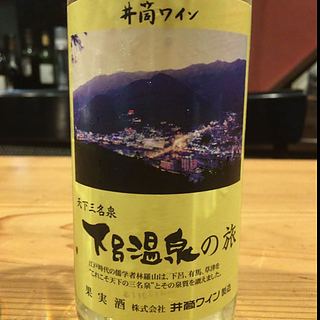 井筒ワイン
天下三名泉
下呂温泉の旅
江戸時代の儒学者林羅山は、下呂、有馬、草津を
"これこそ天下の三名泉"とその泉質を讃えました。
果実酒 株式会社 井筒ワイン 製造